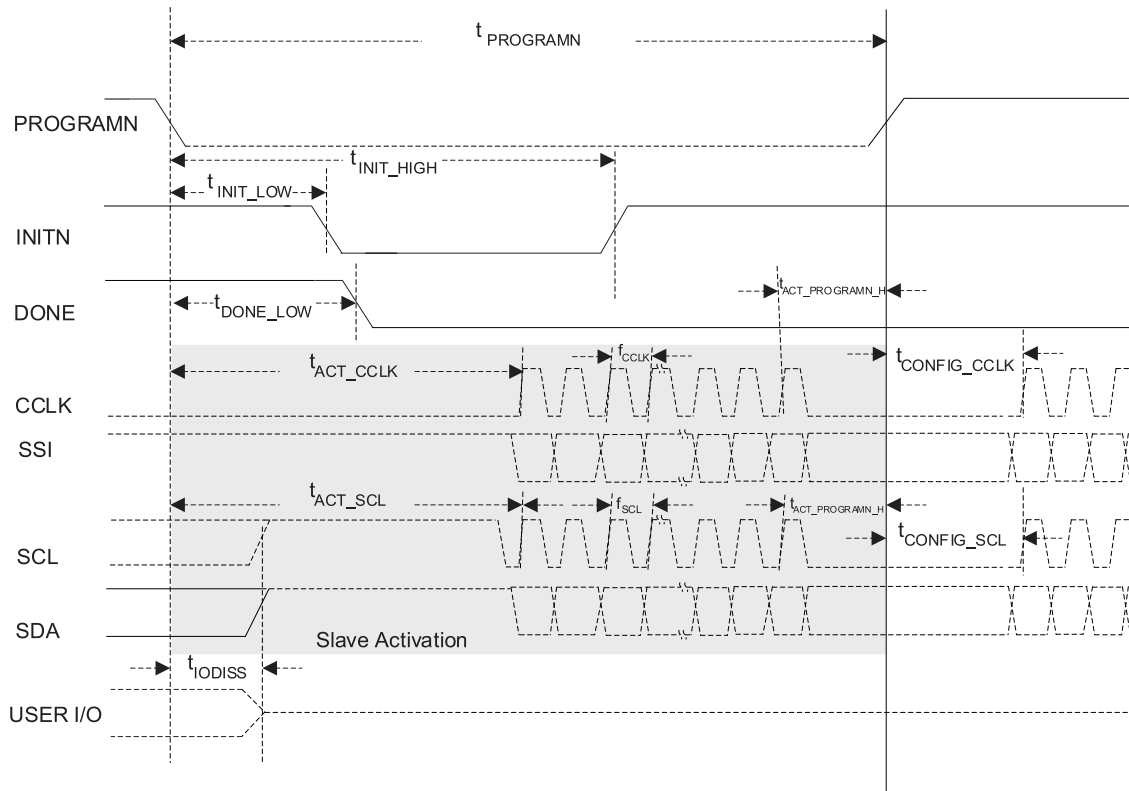 t PROGRAMN
PROGRAMN
t INIT_HIGH
t INIT_LOW
INITN
t ACT_PROGRAMN_H
DONE
t DONE_LOW
f CCLK
t ACT_CCLK
t CONFIG_CCLK
CCLK
SSI
t ACT_SCL
f SCL
t ACT_PROGRAMN_H
t CONFIG_SCL
SCL
SDA
Slave Activation
t IODISS
USER I/O